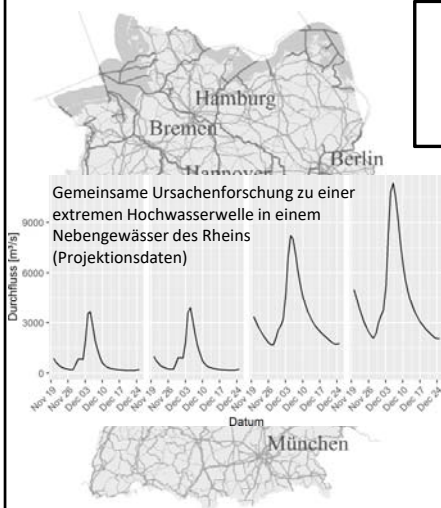 Hamburg
Bremen
Hannover
Berlin
Gemeinsame Ursachenforschung zu einer
extremen Hochwasserwelle in einem
Nebengewässer des Rheins
(Projektionsdaten)
Durchfluss [m³/s]
9000
6000
3000
0
Nov 19 Nov 26 Dec 03 Dec 10 Dec 17 Dec 24 Nov 19 Nov 26 Dec 03 Dec 10 Dec 17 Dec 24 Nov 19 Nov 26 Dec 03 Dec 10 Dec 17 Dec 24 Nov 19 Nov 26 Dec 03 Dec 10 Dec 17 Dec 24
Datum
München